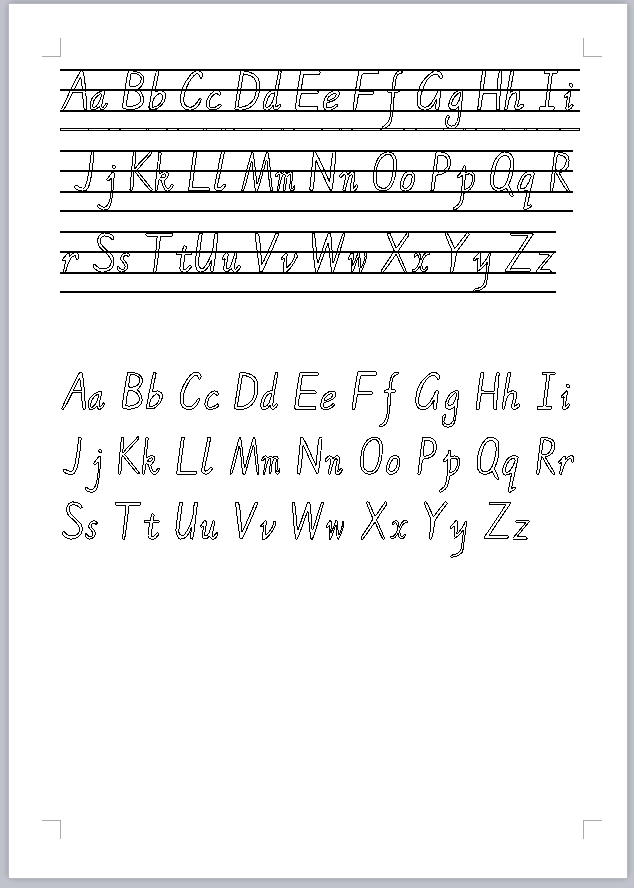 Aa Bb Cc Dd Ee Ff Gg Hh Ii
Jj Kk Ll Mm Nn Oo Pp Qq R
r Ss Tt Uu Vv Ww Xx Yy Zz
Aa Bb Cc Dd Ee Ff Gg Hh Ii
Jj Kk Ll Mm Nn Oo Pp Qq Rr
Ss Tt Uu Vv Ww Xx Yy Zz